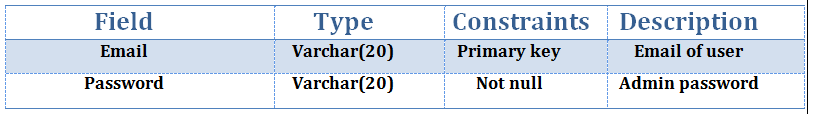 Field Type Constraints Description
Email Varchar(20) Primary key Email of user
Password Varchar(20) Not null Admin password